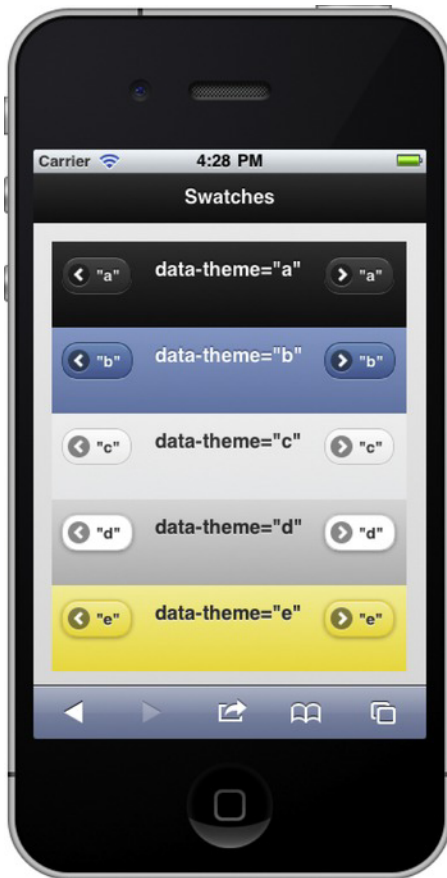 Carrier 4:28 PM
Swatches
"a" data-theme="a" "a"
"b" data-theme="b" "b"
"c" data-theme="c" "c"
"d" data-theme="d" "d"
"e" data-theme="e" "e"